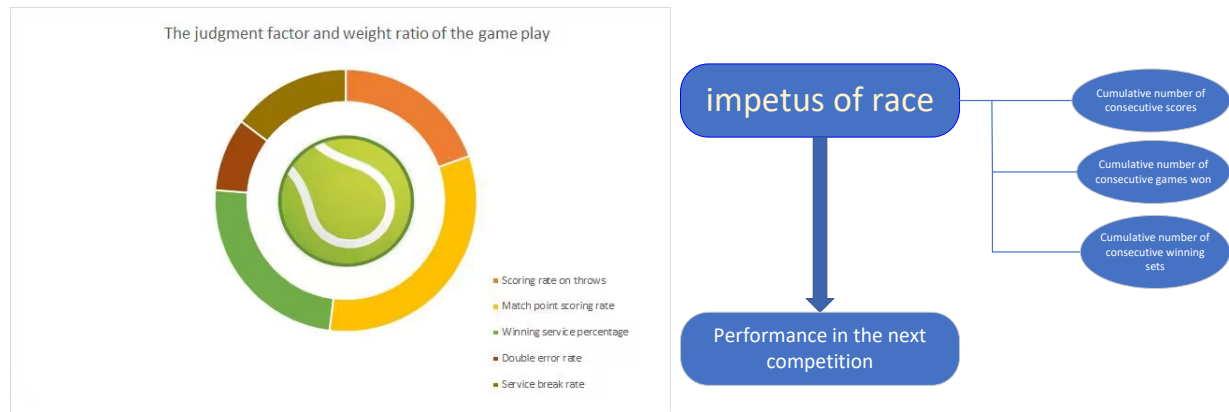 The judgment factor and weight ratio of the game play
Scoring rate on throws
Match point scoring rate
Winning service percentage
Double error rate
Service break rate
impetus of race
Cumulative number of
consecutive scores
Cumulative number of
consecutive games won
Cumulative number of
consecutive winning
sets
Performance in the next
competition